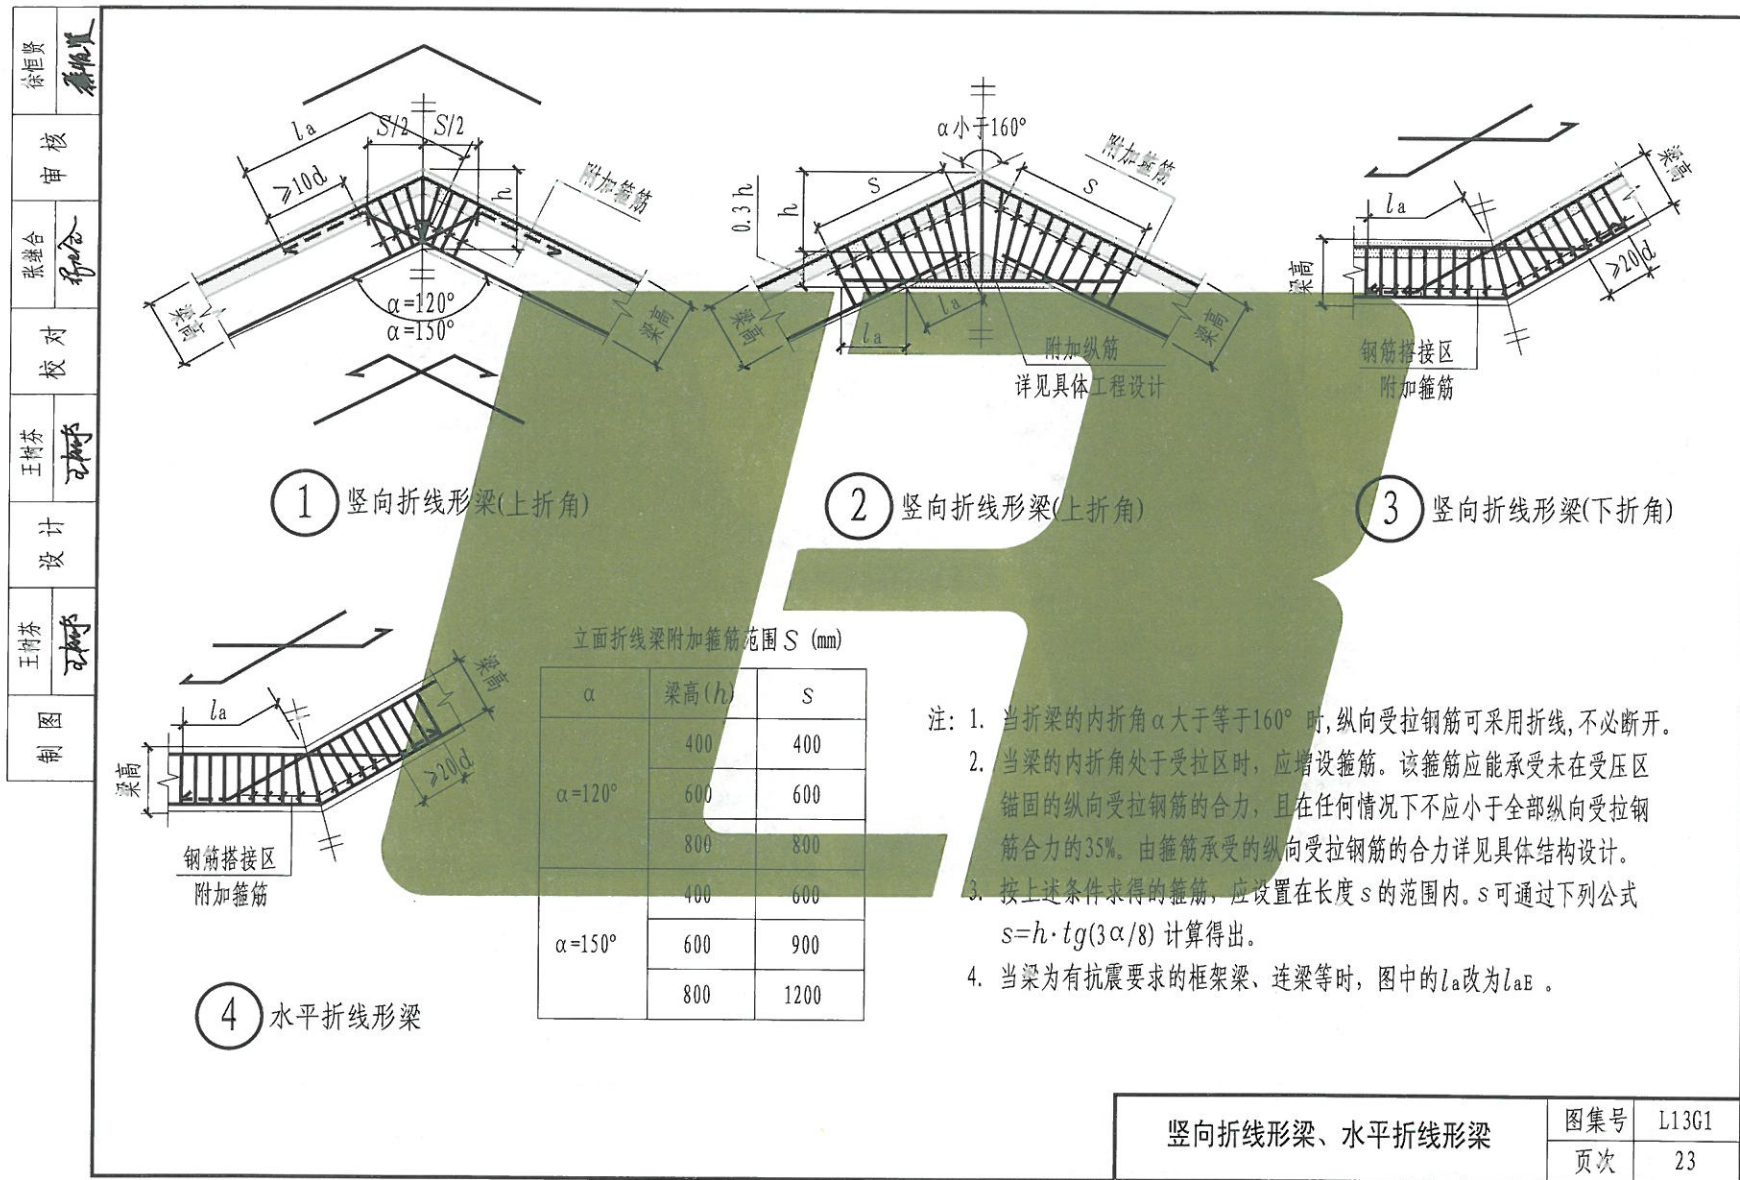 徐恒贤
审核
张继合
校对
王树芬
设计
王树芬
制图
la
S/2
S/2
≥10d
h
附加箍筋
梁高
α=120°
α=150°
梁高
① 竖向折线形梁(上折角)
α小于160°
附加箍筋
0.3h
h
S
S
梁高
la
la
梁高
附加纵筋
详见具体工程设计
② 竖向折线形梁(上折角)
梁高
la
梁高
≥20d
钢筋搭接区
附加箍筋
③ 竖向折线形梁(下折角)
梁高
la
梁高
≥20d
钢筋搭接区
附加箍筋
④ 水平折线形梁
立面折线梁附加箍筋范围S (mm)
α 梁高(h) S
α=120° 400 400
600 600
800 800
α=150° 400 600
600 900
800 1200
注: 1. 当折梁的内折角α大于等于160° 时,纵向受拉钢筋可采用折线,不必断开。
2. 当梁的内折角处于受拉区时，应增设箍筋。该箍筋应能承受未在受压区
锚固的纵向受拉钢筋的合力，且在任何情况下不应小于全部纵向受拉钢
筋合力的35%。由箍筋承受的纵向受拉钢筋的合力详见具体结构设计。
3. 按上述条件求得的箍筋，应设置在长度s的范围内。s可通过下列公式
s=h·tg(3α/8) 计算得出。
4. 当梁为有抗震要求的框架梁、连梁等时，图中的la改为laE 。
竖向折线形梁、水平折线形梁
图集号 L13G1
页次 23